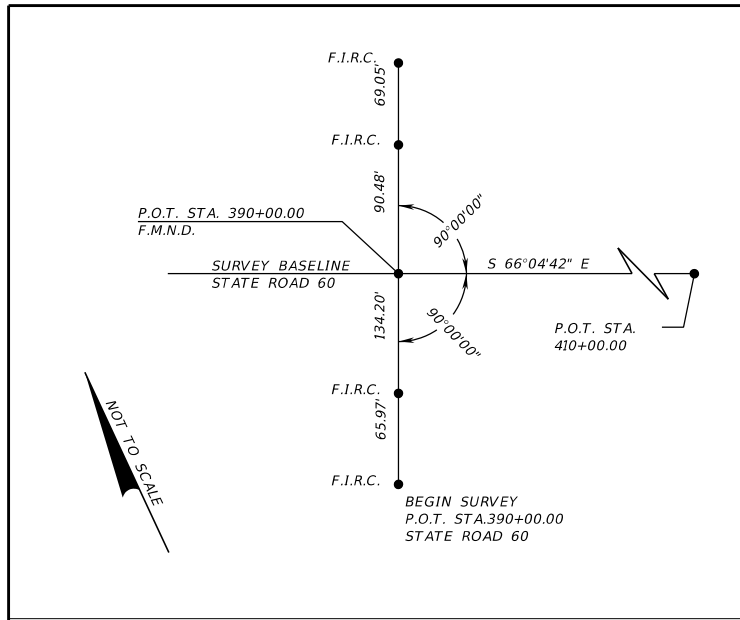 F.I.R.C.
69.05'
F.I.R.C.
90.48'
90°00'00"
P.O.T. STA. 390+00.00
F.M.N.D.
SURVEY BASELINE
STATE ROAD 60
S 66°04'42" E
134.20'
90°00'00"
P.O.T. STA.
410+00.00
F.I.R.C.
65.97'
F.I.R.C.
BEGIN SURVEY
P.O.T. STA.390+00.00
STATE ROAD 60
NOT TO SCALE